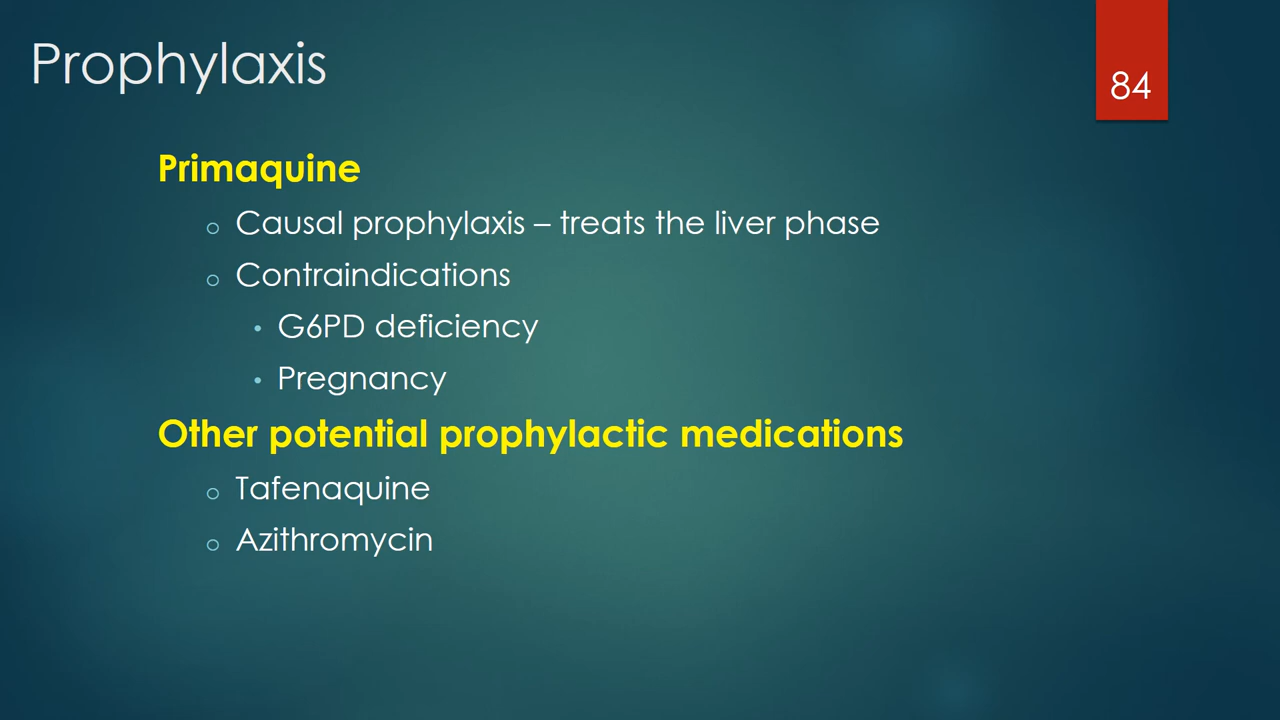 Prophylaxis
84
Primaquine
o Causal prophylaxis – treats the liver phase
o Contraindications
• G6PD deficiency
• Pregnancy
Other potential prophylactic medications
o Tafenaquine
o Azithromycin